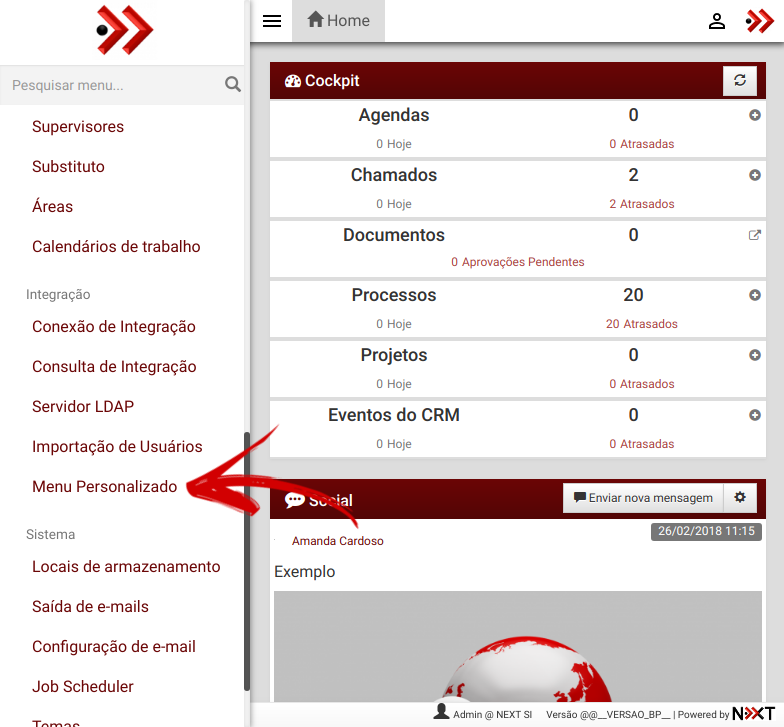 Pesquisar menu...
Supervisores
Substituto
Áreas
Calendários de trabalho
Integração
Conexão de Integração
Consulta de Integração
Servidor LDAP
Importação de Usuários
Menu Personalizado
Sistema
Locais de armazenamento
Saída de e-mails
Configuração de e-mail
Job Scheduler
Temas
Home
Cockpit
Agendas 0
0 Hoje 0 Atrasadas
Chamados 2
0 Hoje 2 Atrasados
Documentos 0
0 Aprovações Pendentes
Processos 20
0 Hoje 20 Atrasados
Projetos 0
0 Hoje 0 Atrasados
Eventos do CRM 0
0 Hoje 0 Atrasadas
Social Enviar nova mensagem
26/02/2018 11:15
Amanda Cardoso
Exemplo
Admin @ NEXT SI Versão @@__VERSAO_BP__ | Powered by NEXXT